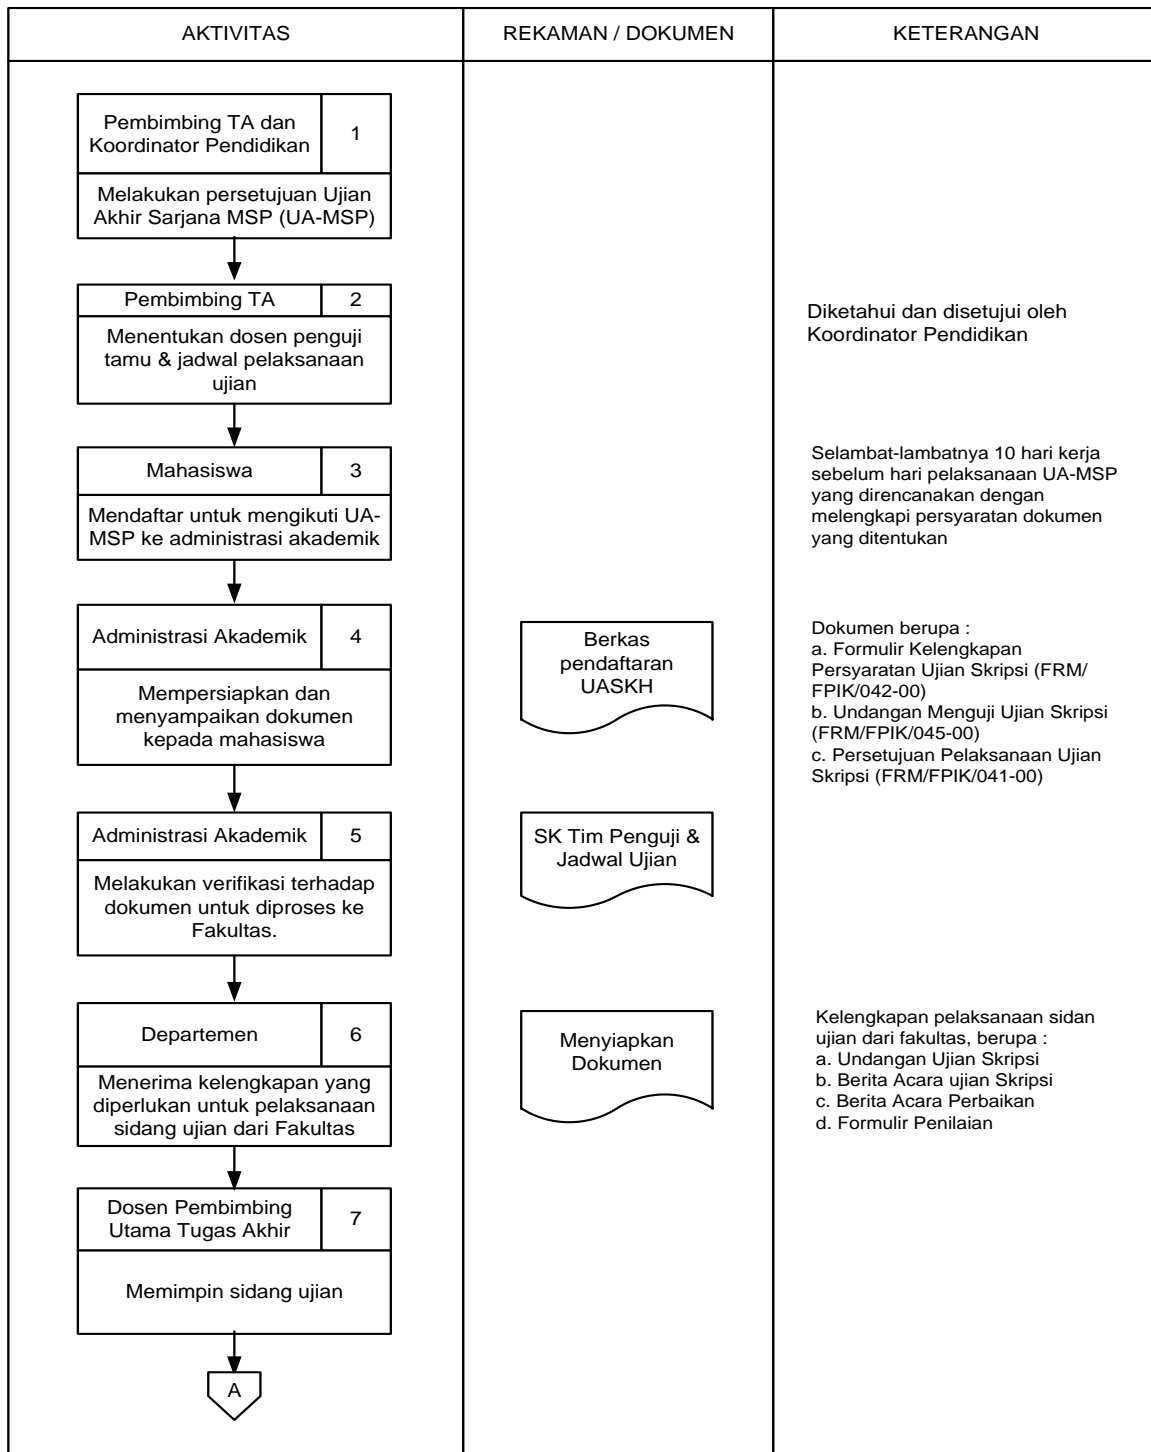 AKTIVITAS
REKAMAN / DOKUMEN
KETERANGAN
Pembimbing TA dan
Koordinator Pendidikan
1
Melakukan persetujuan Ujian
Akhir Sarjana MSP (UA-MSP)
Pembimbing TA
2
Menentukan dosen penguji
tamu & jadwal pelaksanaan
ujian
Diketahui dan disetujui oleh
Koordinator Pendidikan
Mahasiswa
3
Mendaftar untuk mengikuti UA-
MSP ke administrasi akademik
Selambat-lambatnya 10 hari kerja
sebelum hari pelaksanaan UA-MSP
yang direncanakan dengan
melengkapi persyaratan dokumen
yang ditentukan
Administrasi Akademik
4
Mempersiapkan dan
menyampaikan dokumen
kepada mahasiswa
Berkas
pendaftaran
UASKH
Dokumen berupa :
a. Formulir Kelengkapan
Persyaratan Ujian Skripsi (FRM/
FPIK/042-00)
b. Undangan Menguji Ujian Skripsi
(FRM/FPIK/045-00)
c. Persetujuan Pelaksanaan Ujian
Skripsi (FRM/FPIK/041-00)
Administrasi Akademik
5
Melakukan verifikasi terhadap
dokumen untuk diproses ke
Fakultas.
SK Tim Penguji &
Jadwal Ujian
Departemen
6
Menerima kelengkapan yang
diperlukan untuk pelaksanaan
sidang ujian dari Fakultas
Menyiapkan
Dokumen
Kelengkapan pelaksanaan sidan
ujian dari fakultas, berupa :
a. Undangan Ujian Skripsi
b. Berita Acara ujian Skripsi
c. Berita Acara Perbaikan
d. Formulir Penilaian
Dosen Pembimbing
Utama Tugas Akhir
7
Memimpin sidang ujian
A